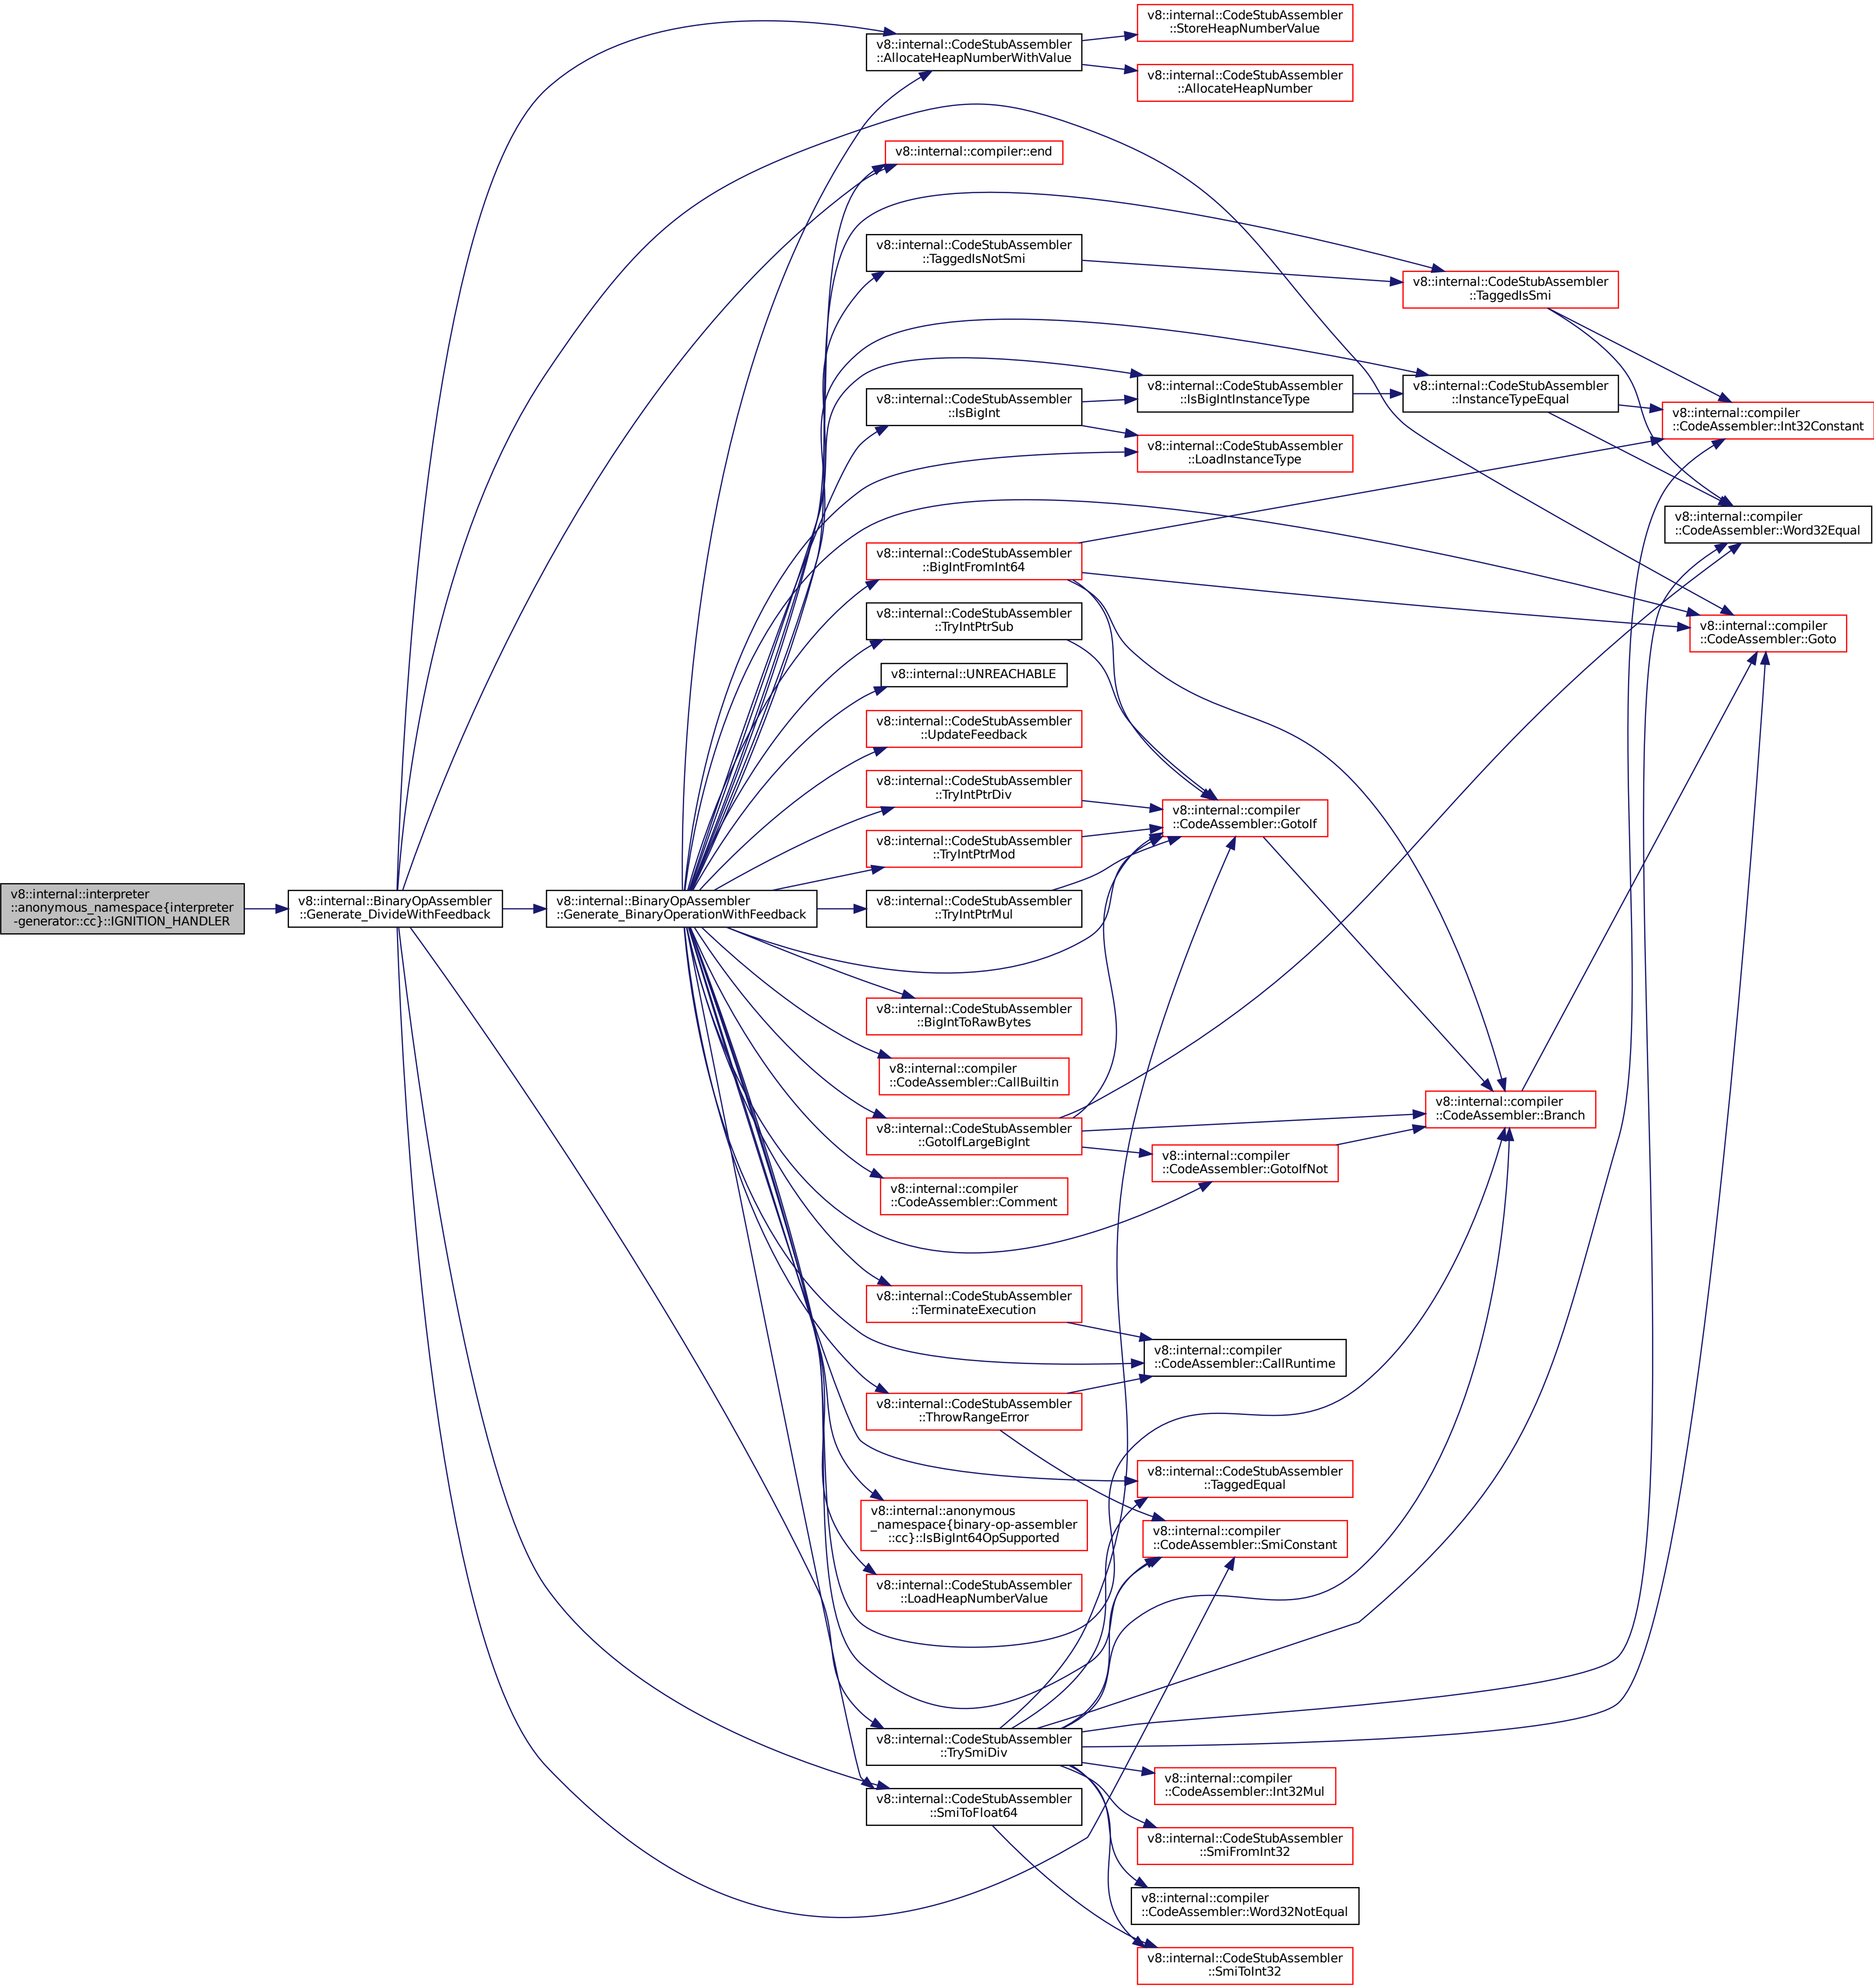 v8::internal::interpreter
::anonymous_namespace{interpreter
-generator::cc}::IGNITION_HANDLER
v8::internal::BinaryOpAssembler
::Generate_DivideWithFeedback
v8::internal::BinaryOpAssembler
::Generate_BinaryOperationWithFeedback
v8::internal::CodeStubAssembler
::AllocateHeapNumberWithValue
v8::internal::compiler::end
v8::internal::CodeStubAssembler
::TaggedIsNotSmi
v8::internal::CodeStubAssembler
::IsBigInt
v8::internal::CodeStubAssembler
::BigIntFromInt64
v8::internal::CodeStubAssembler
::TryIntPtrSub
v8::internal::UNREACHABLE
v8::internal::CodeStubAssembler
::UpdateFeedback
v8::internal::CodeStubAssembler
::TryIntPtrDiv
v8::internal::CodeStubAssembler
::TryIntPtrMod
v8::internal::CodeStubAssembler
::TryIntPtrMul
v8::internal::CodeStubAssembler
::BigIntToRawBytes
v8::internal::compiler
::CodeAssembler::CallBuiltin
v8::internal::CodeStubAssembler
::GotoIfLargeBigInt
v8::internal::compiler
::CodeAssembler::Comment
v8::internal::CodeStubAssembler
::TerminateExecution
v8::internal::CodeStubAssembler
::ThrowRangeError
v8::internal::anonymous
_namespace{binary-op-assembler
::cc}::IsBigInt64OpSupported
v8::internal::CodeStubAssembler
::LoadHeapNumberValue
v8::internal::CodeStubAssembler
::TrySmiDiv
v8::internal::CodeStubAssembler
::SmiToFloat64
v8::internal::CodeStubAssembler
::StoreHeapNumberValue
v8::internal::CodeStubAssembler
::AllocateHeapNumber
v8::internal::CodeStubAssembler
::IsBigIntInstanceType
v8::internal::CodeStubAssembler
::LoadInstanceType
v8::internal::compiler
::CodeAssembler::GotoIf
v8::internal::compiler
::CodeAssembler::GotoIfNot
v8::internal::compiler
::CodeAssembler::CallRuntime
v8::internal::CodeStubAssembler
::TaggedEqual
v8::internal::compiler
::CodeAssembler::SmiConstant
v8::internal::compiler
::CodeAssembler::Int32Mul
v8::internal::CodeStubAssembler
::SmiFromInt32
v8::internal::compiler
::CodeAssembler::Word32NotEqual
v8::internal::CodeStubAssembler
::SmiToInt32
v8::internal::CodeStubAssembler
::TaggedIsSmi
v8::internal::CodeStubAssembler
::InstanceTypeEqual
v8::internal::compiler
::CodeAssembler::Branch
v8::internal::compiler
::CodeAssembler::Int32Constant
v8::internal::compiler
::CodeAssembler::Word32Equal
v8::internal::compiler
::CodeAssembler::Goto